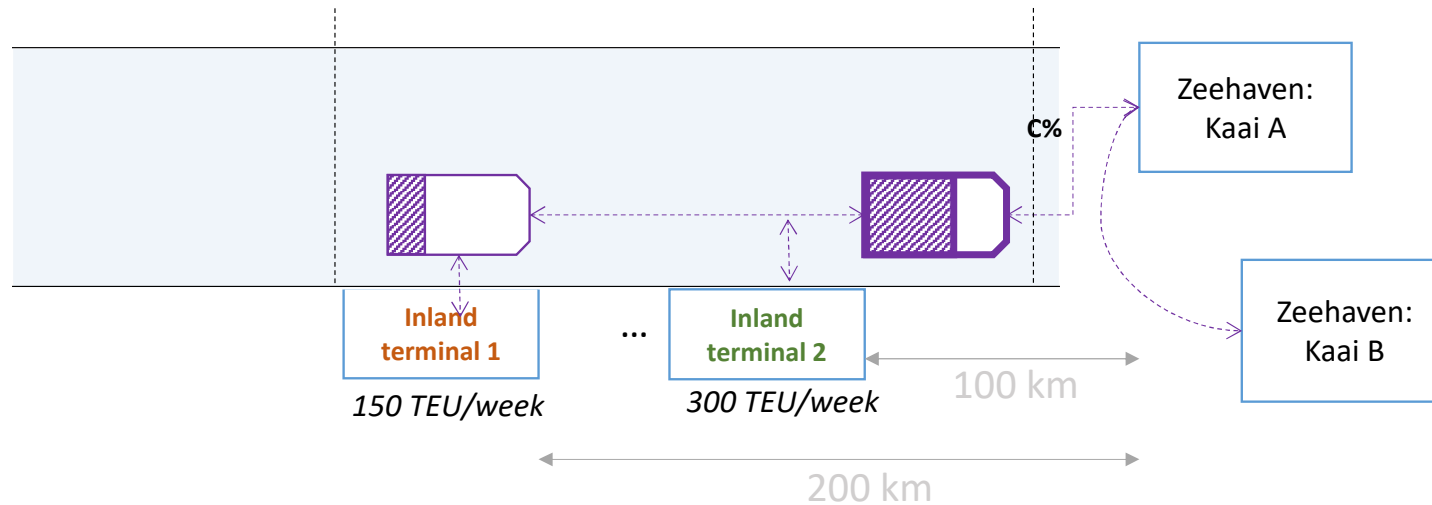 Zeehaven:
Kaai A
C%
Zeehaven:
Kaai B
Inland
terminal 1
...
Inland
terminal 2
150 TEU/week
300 TEU/week
100 km
200 km